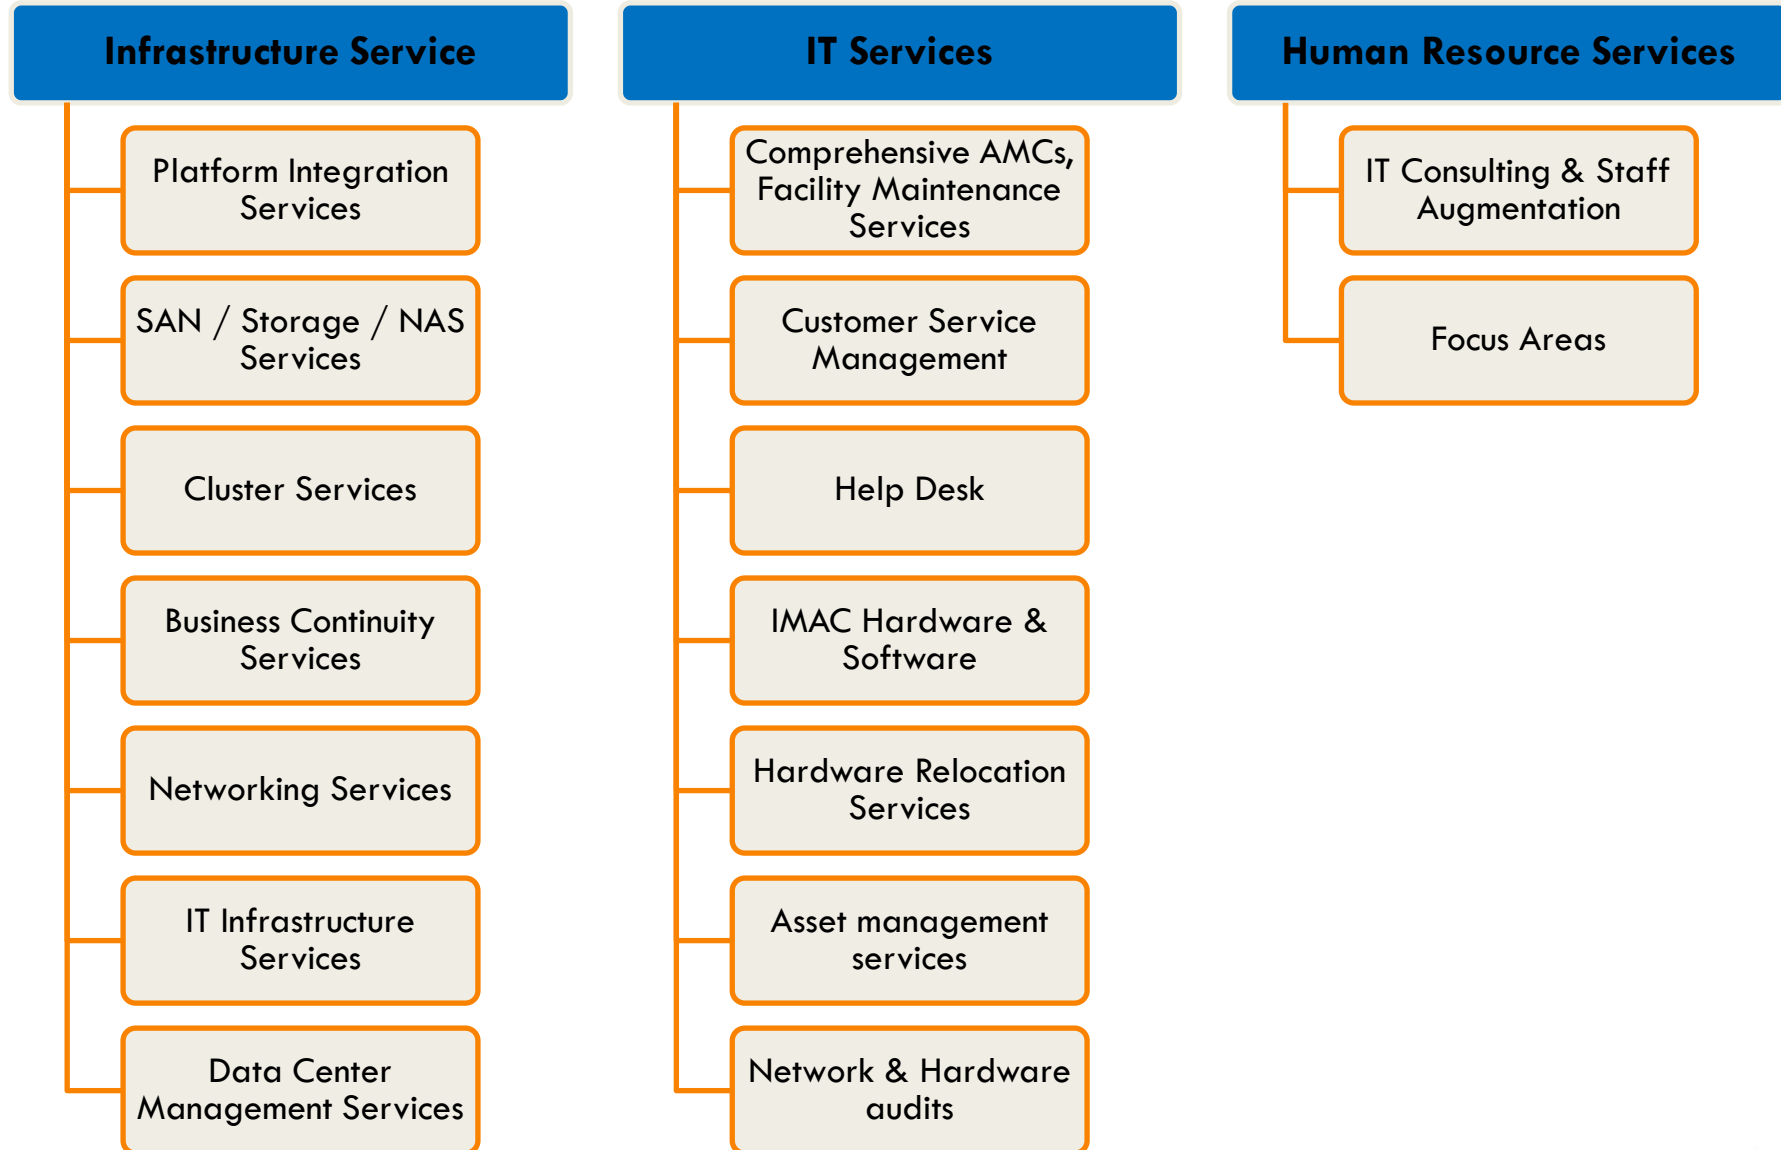 Infrastructure Service
Platform Integration
Services
SAN / Storage / NAS
Services
Cluster Services
Business Continuity
Services
Networking Services
IT Infrastructure
Services
Data Center
Management Services
IT Services
Comprehensive AMCs,
Facility Maintenance
Services
Customer Service
Management
Help Desk
IMAC Hardware &
Software
Hardware Relocation
Services
Asset management
services
Network & Hardware
audits
Human Resource Services
IT Consulting & Staff
Augmentation
Focus Areas